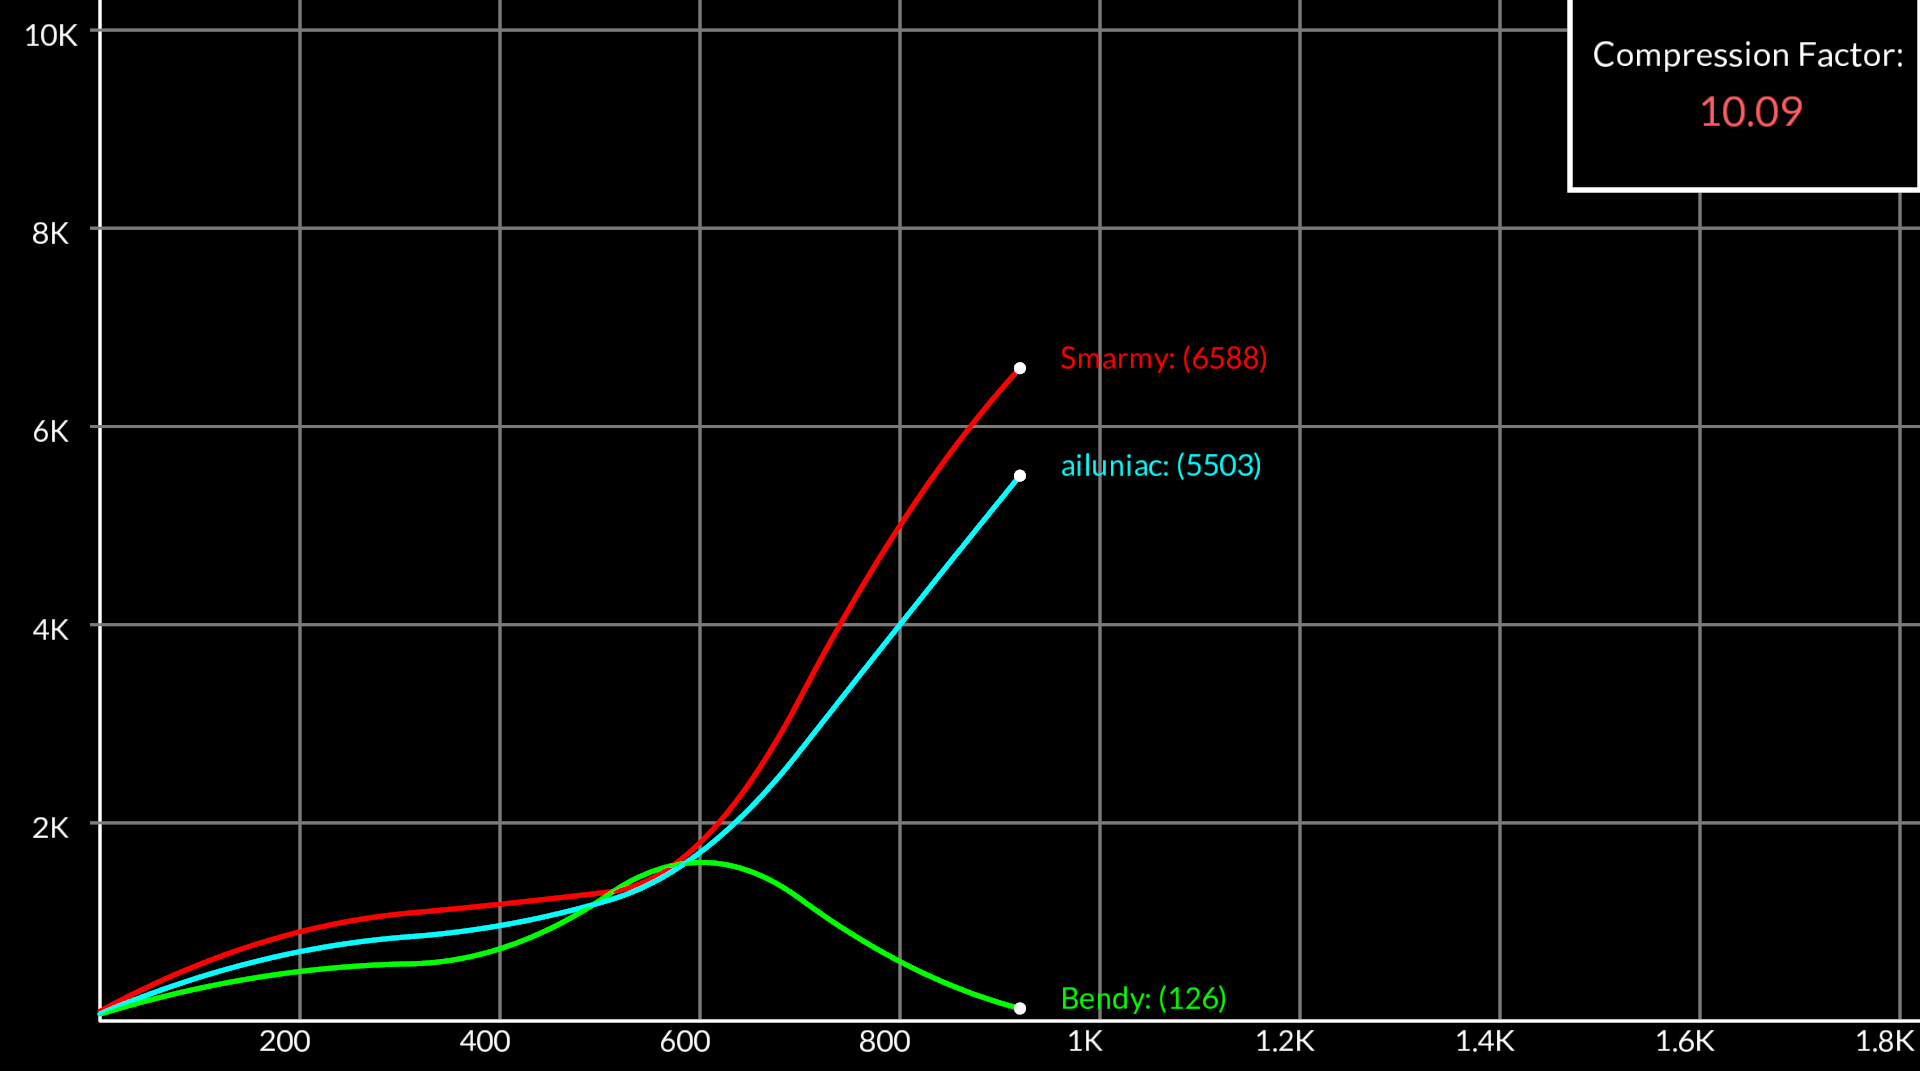 10K
Compression Factor:
10.09
8K
Smarmy: (6588)
6K
ailuniac: (5503)
4K
2K
Bendy: (126)
200 400 600 800 1K 1.2K 1.4K 1.6K 1.8K